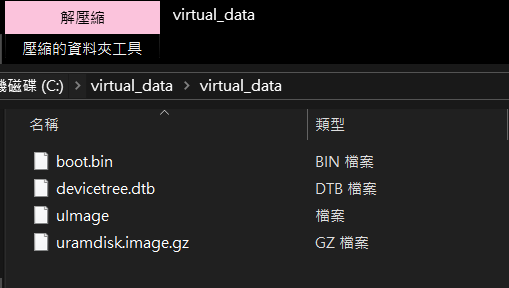 解壓縮
virtual_data
壓縮的資料夾工具
磁碟 (C:) > virtual_data > virtual_data
名稱 類型
boot.bin BIN 檔案
devicetree.dtb DTB 檔案
uImage 檔案
uramdisk.image.gz GZ 檔案